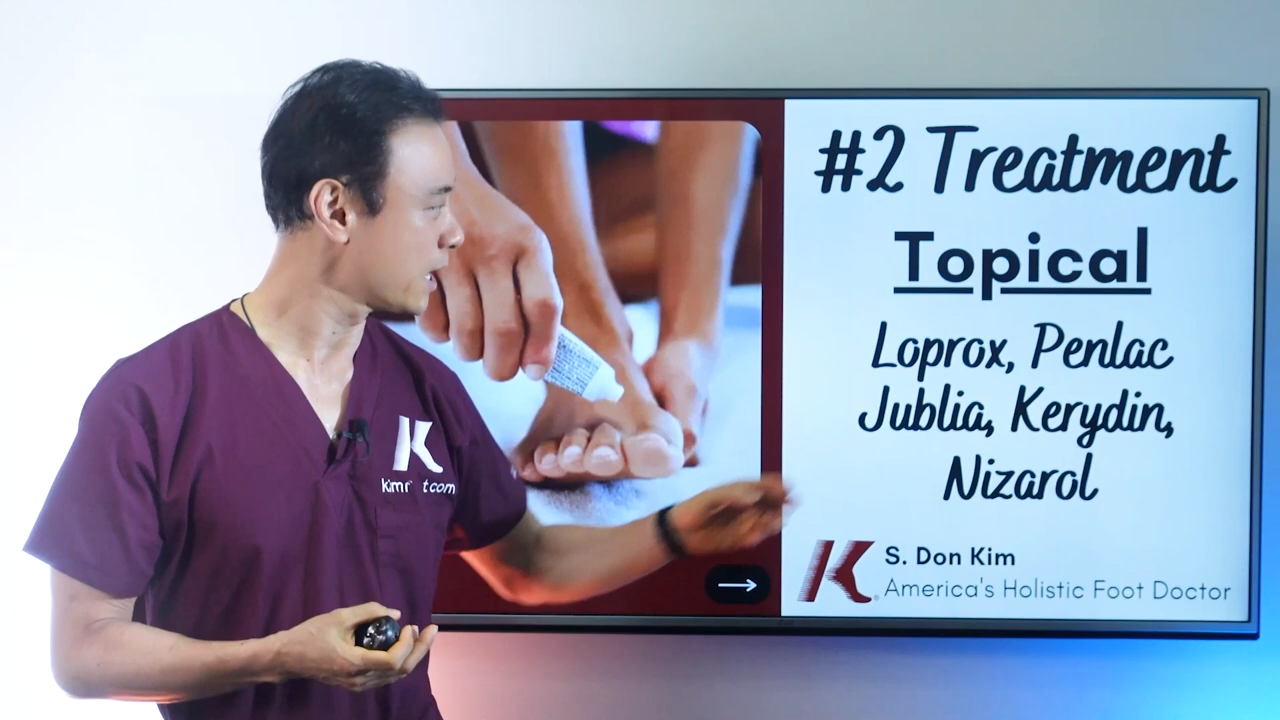 #2 Treatment
Topical
Loprox, Penlac
Jublia, Kerydin,
Nizarol
K
S. Don Kim
America's Holistic Foot Doctor
K